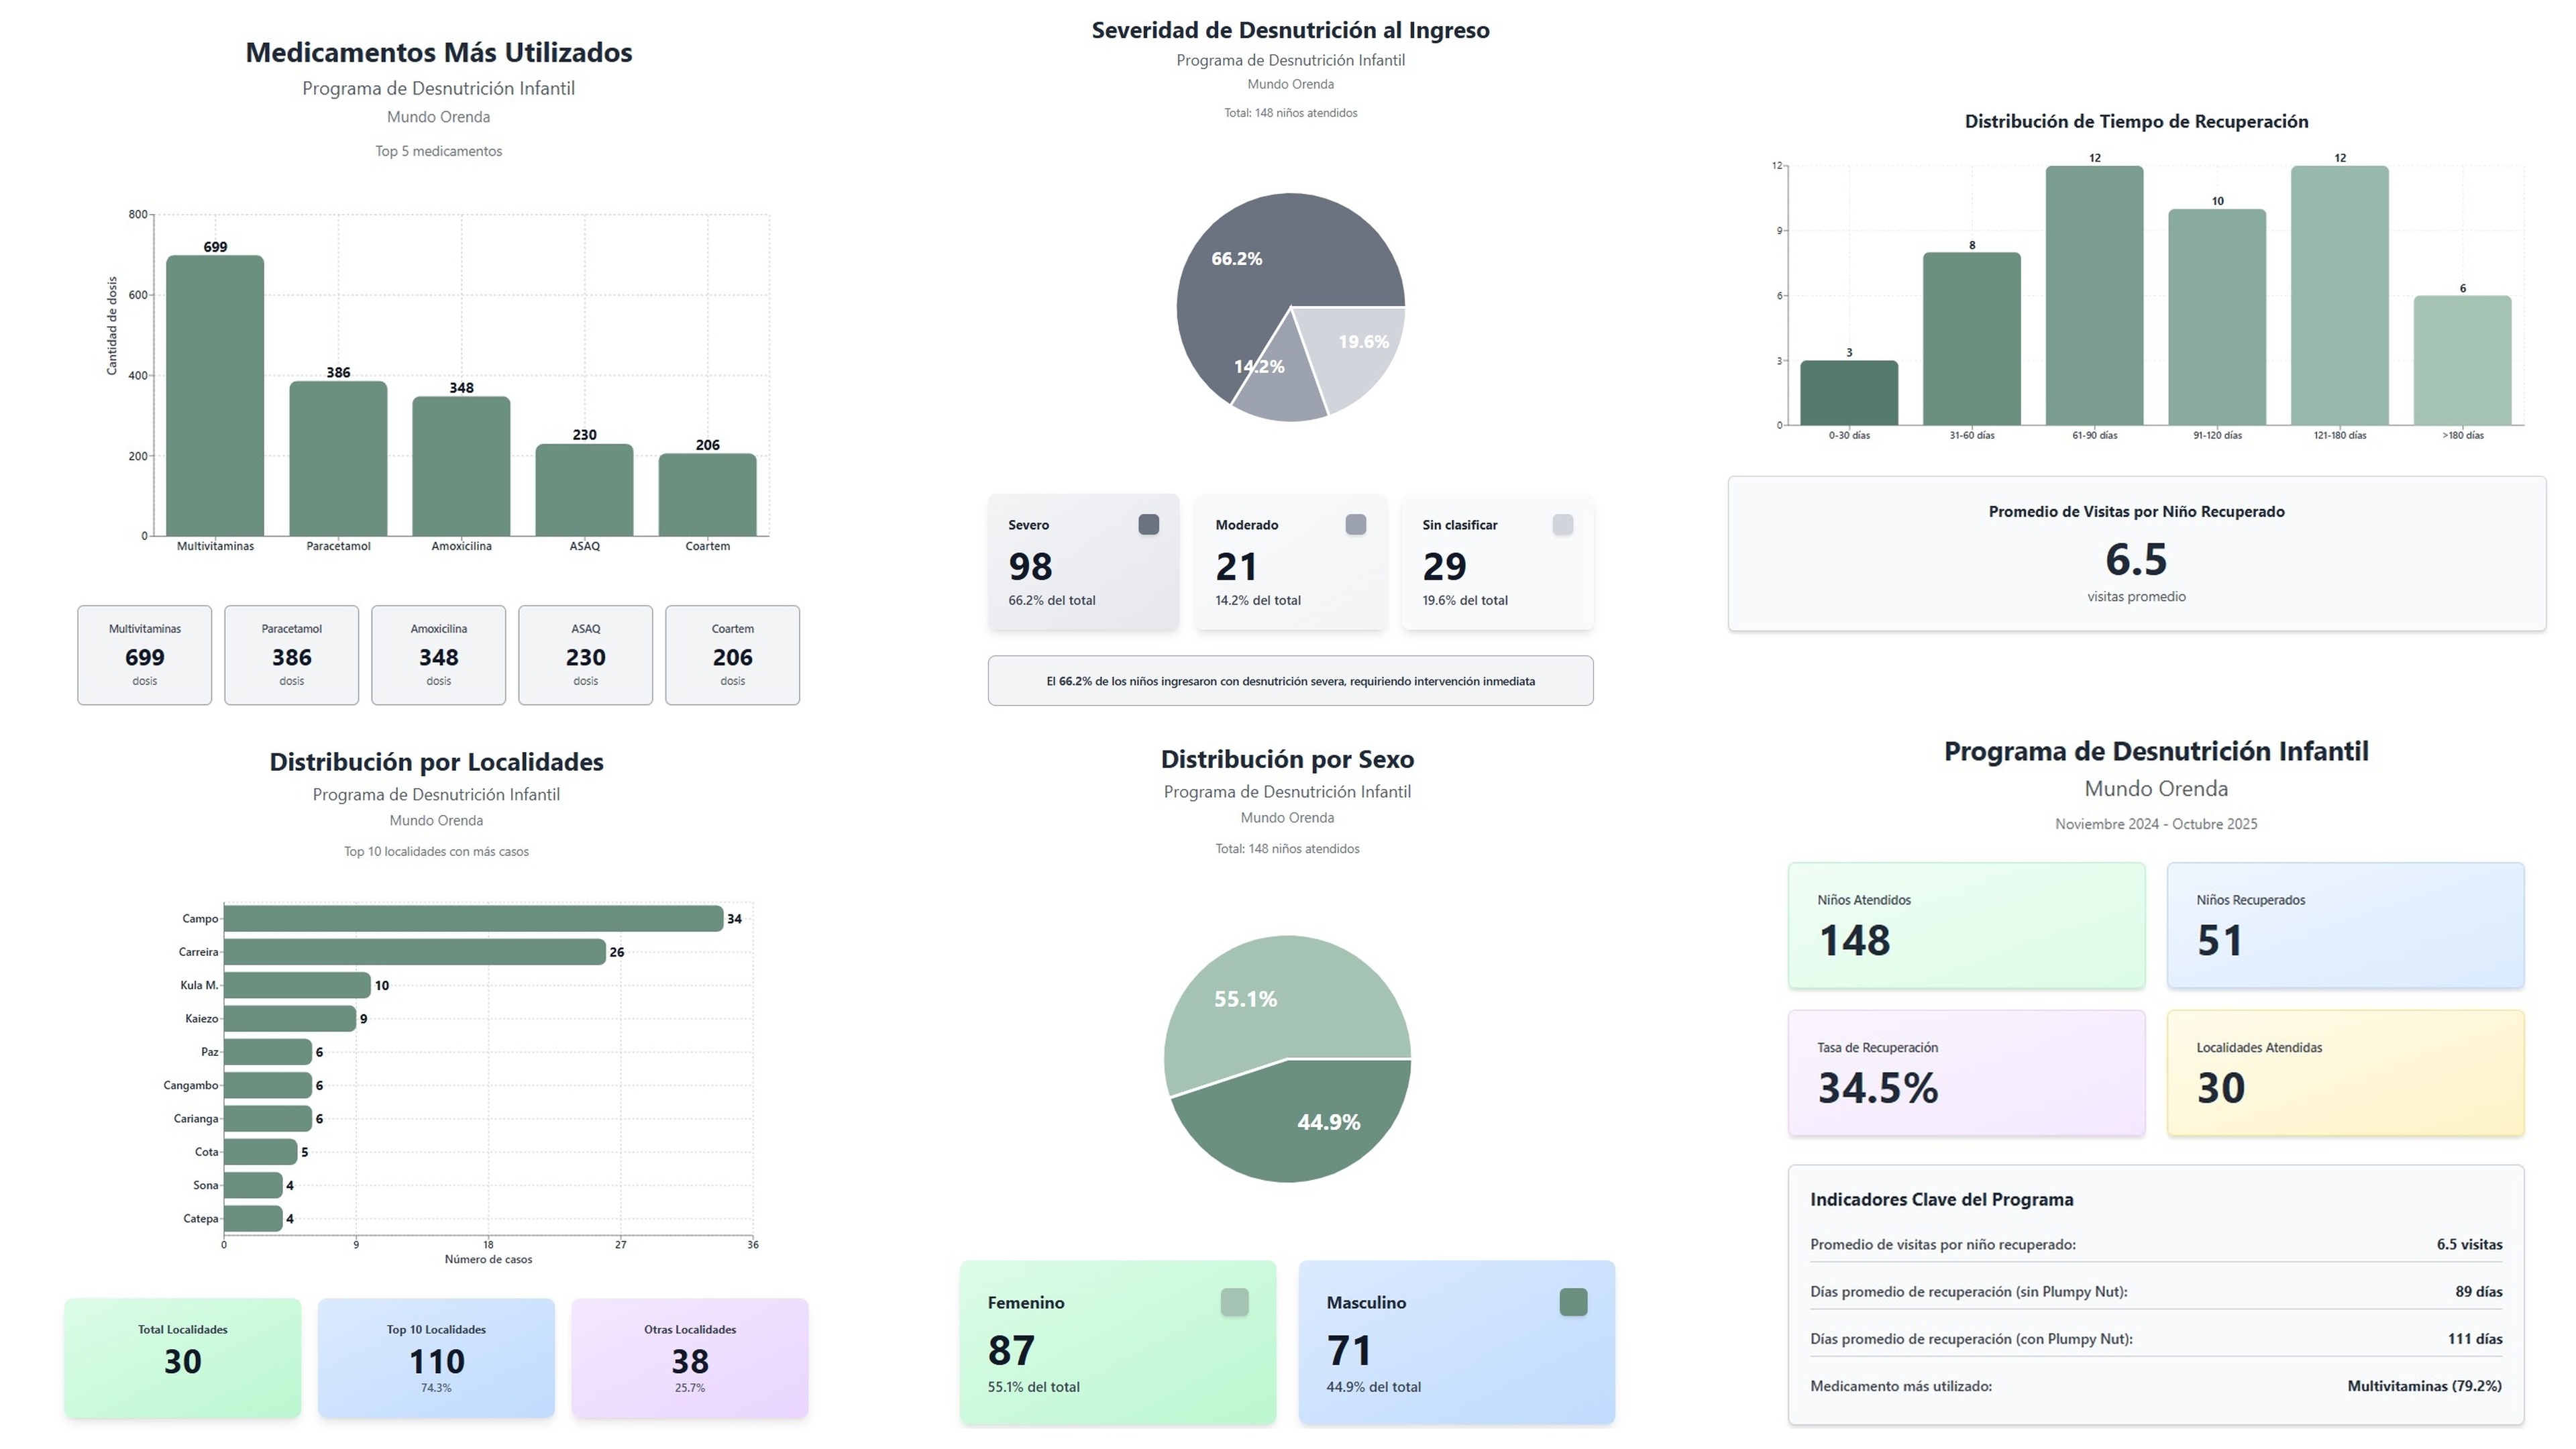 Medicamentos Más Utilizados
Programa de Desnutrición Infantil
Mundo Orenda
Top 5 medicamentos
Cantidad de dosis
800
600
400
200
0
699
386
348
230
206
Multivitaminas
Paracetamol
Amoxicilina
ASAQ
Coartem
Multivitaminas
699
dosis
Paracetamol
386
dosis
Amoxicilina
348
dosis
ASAQ
230
dosis
Coartem
206
dosis
Severidad de Desnutrición al Ingreso
Programa de Desnutrición Infantil
Mundo Orenda
Total: 148 niños atendidos
66.2%
14.2%
19.6%
Severo
98
66.2% del total
Moderado
21
14.2% del total
Sin clasificar
29
19.6% del total
El 66.2% de los niños ingresaron con desnutrición severa, requiriendo intervención inmediata
Distribución de Tiempo de Recuperación
12
9
6
3
0
3
8
12
10
12
6
0-30 días
31-60 días
61-90 días
91-120 días
121-180 días
>180 días
Promedio de Visitas por Niño Recuperado
6.5
visitas promedio
Distribución por Localidades
Programa de Desnutrición Infantil
Mundo Orenda
Top 10 localidades con más casos
Campo 34
Carreira 26
Kula M. 10
Kaiezo 9
Paz 6
Cangambo 6
Carianga 6
Cota 5
Sona 4
Catepa 4
0 9 18 27 36
Número de casos
Total Localidades
30
Top 10 Localidades
110
74.3%
Otras Localidades
38
25.7%
Distribución por Sexo
Programa de Desnutrición Infantil
Mundo Orenda
Total: 148 niños atendidos
55.1%
44.9%
Femenino
87
55.1% del total
Masculino
71
44.9% del total
Programa de Desnutrición Infantil
Mundo Orenda
Noviembre 2024 - Octubre 2025
Niños Atendidos
148
Niños Recuperados
51
Tasa de Recuperación
34.5%
Localidades Atendidas
30
Indicadores Clave del Programa
Promedio de visitas por niño recuperado: 6.5 visitas
Días promedio de recuperación (sin Plumpy Nut): 89 días
Días promedio de recuperación (con Plumpy Nut): 111 días
Medicamento más utilizado: Multivitaminas (79.2%)